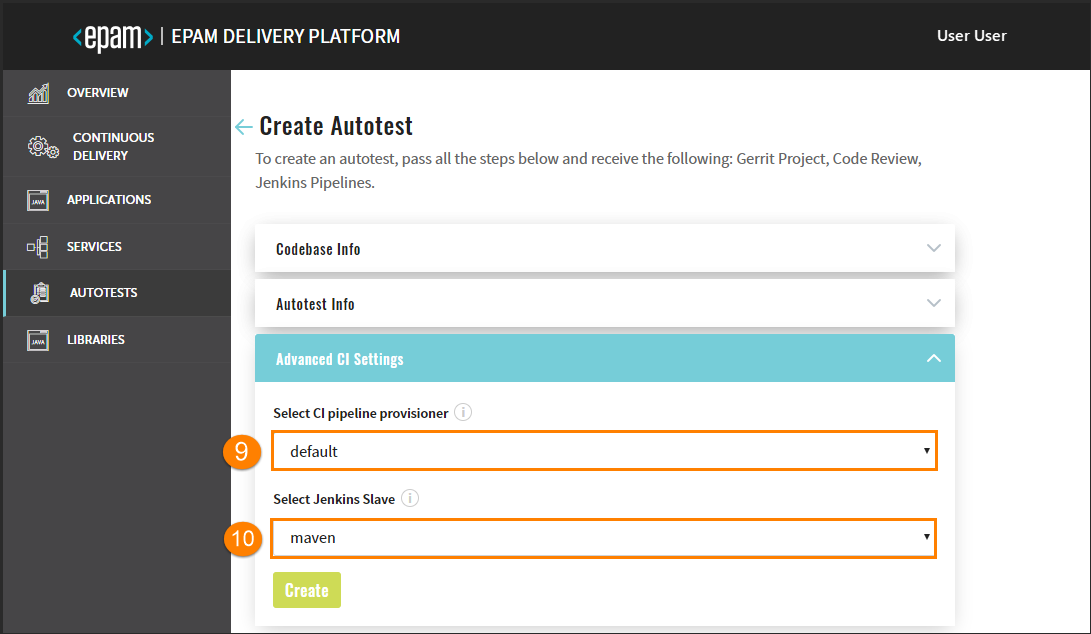 <epam> | EPAM DELIVERY PLATFORM
User User
OVERVIEW
CONTINUOUS
DELIVERY
JAVA
APPLICATIONS
SERVICES
AUTOTESTS
JAVA
LIBRARIES
← Create Autotest
To create an autotest, pass all the steps below and receive the following: Gerrit Project, Code Review,
Jenkins Pipelines.
Codebase Info
Autotest Info
Advanced CI Settings
Select CI pipeline provisioner i
9
default
Select Jenkins Slave i
10
maven
Create